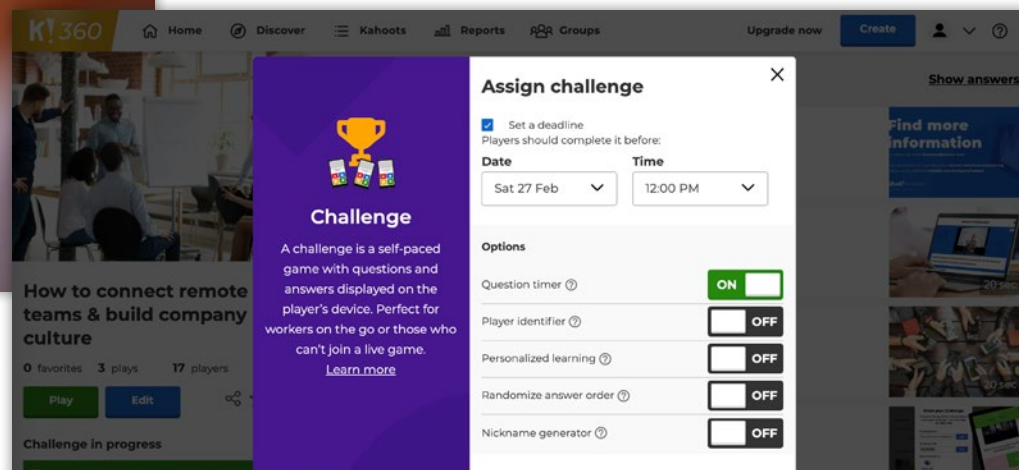 K! 360
Home
Discover
Kahoots
Reports
Groups
Upgrade now
Create
Show answers
Find more
information
How to connect remote
teams & build company
culture
0 favorites 3 plays 17 players
Play
Edit
Challenge in progress
20 sec
20 sec
Challenge
A challenge is a self-paced
game with questions and
answers displayed on the
player's device. Perfect for
workers on the go or those who
can't join a live game.
Learn more
Assign challenge
Set a deadline
Players should complete it before:
Date
Time
Sat 27 Feb
12:00 PM
Options
Question timer
ON
Player identifier
OFF
Personalized learning
OFF
Randomize answer order
OFF
Nickname generator
OFF